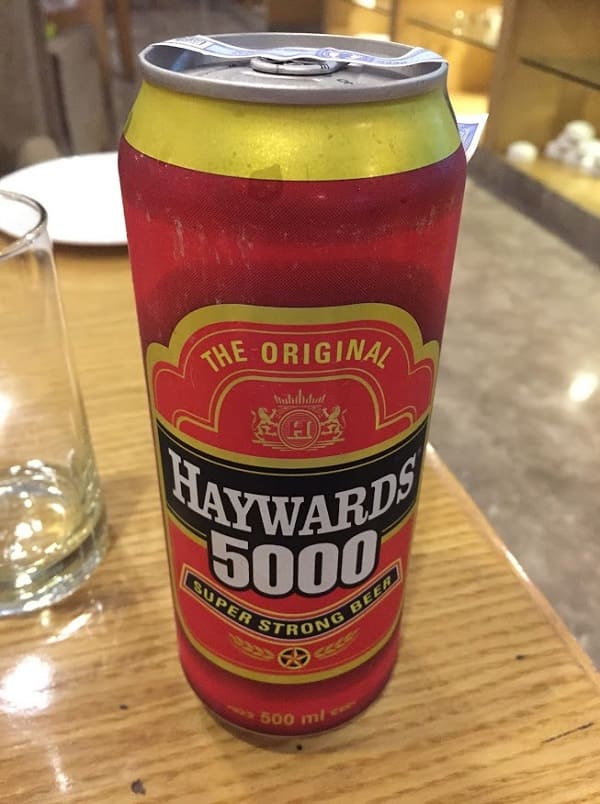 THE ORIGINAL
H
HAYWARDS
5000
SUPER STRONG BEER
500 ml